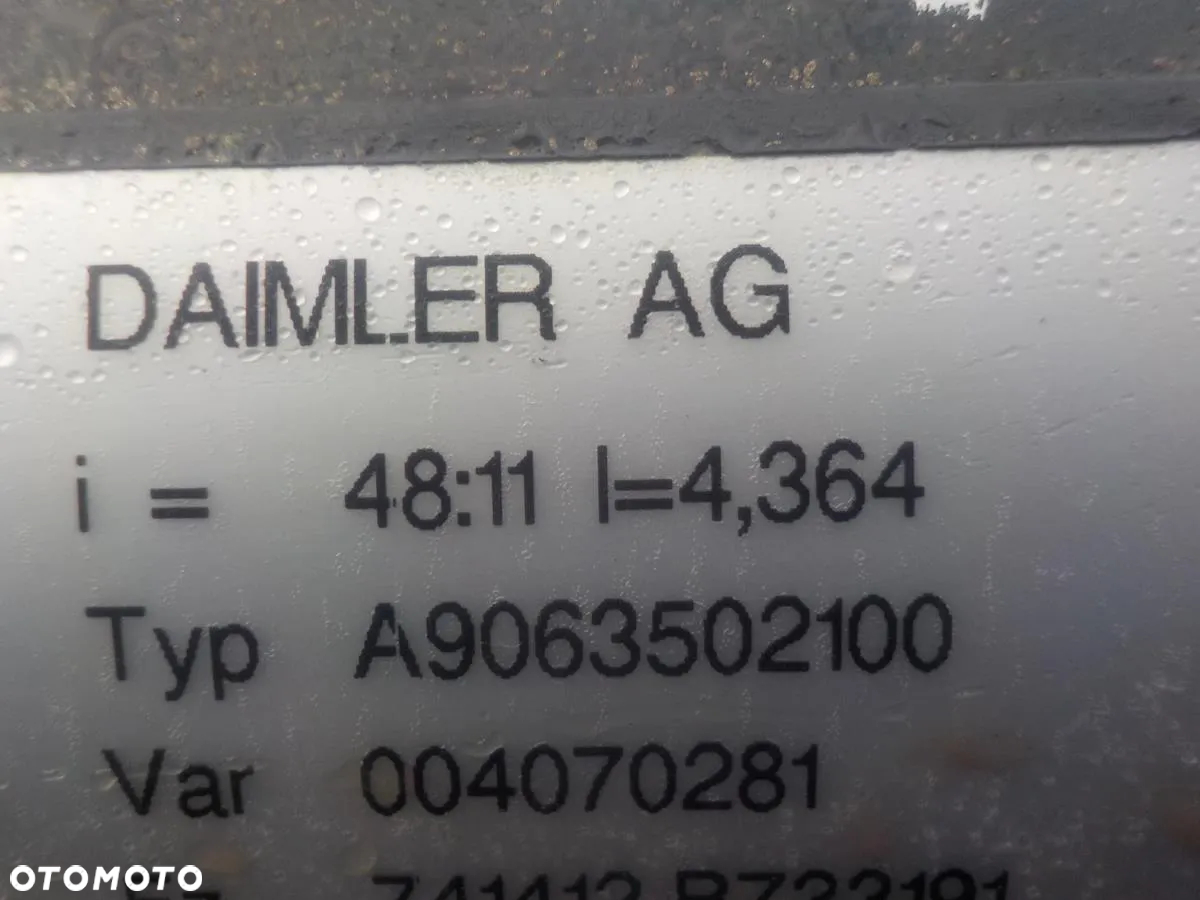 DAIMLER AG
i = 48:11 I=4,364
Typ A9063502100
Var 004070281
OTOMOTO